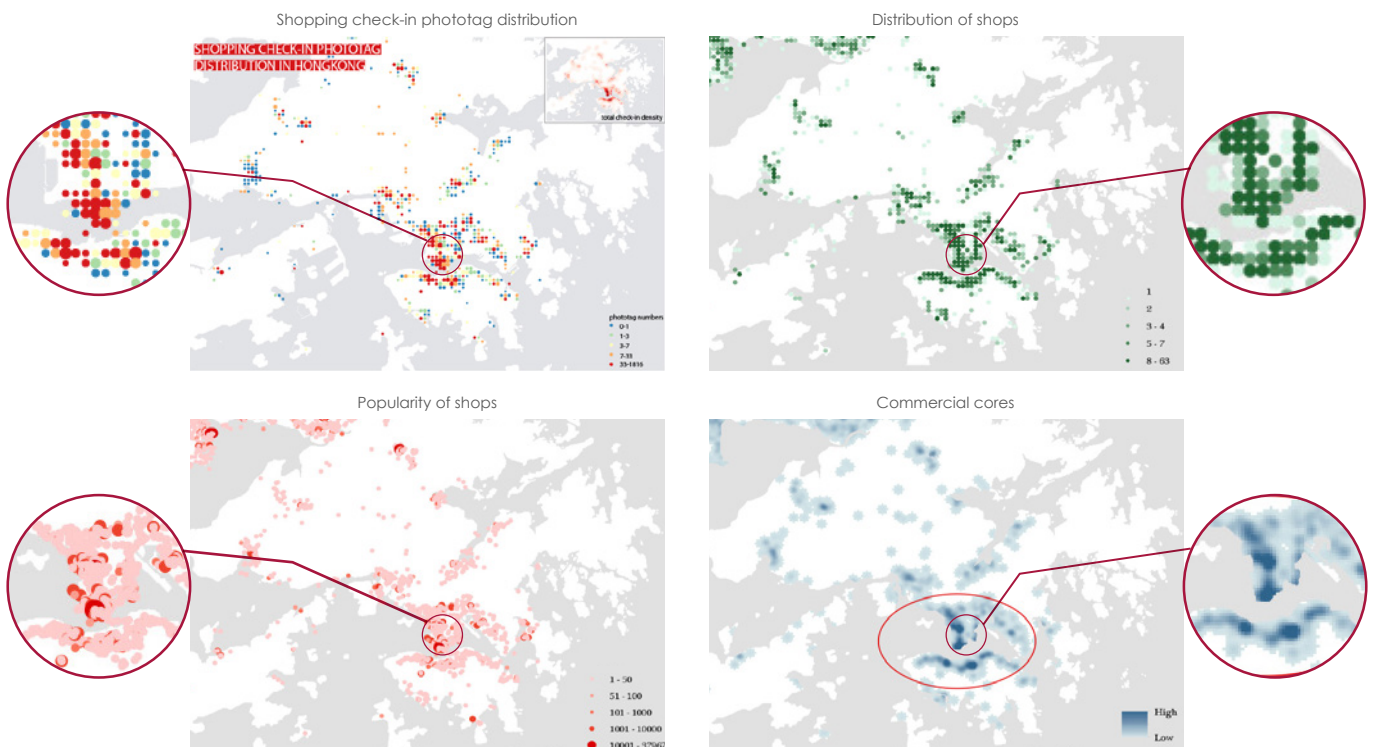 Shopping check-in phototag distribution
SHOPPING CHECK-IN PHOTOTAG
DISTRIBUTION IN HONGKONG
total check-in density
phototag numbers
0-1
1-3
3-7
7-33
33-1816
Distribution of shops
1
2
3 - 4
5 - 7
8 - 63
Popularity of shops
1 - 50
51 - 100
101 - 1000
1001 - 10000
Commercial cores
High
Low